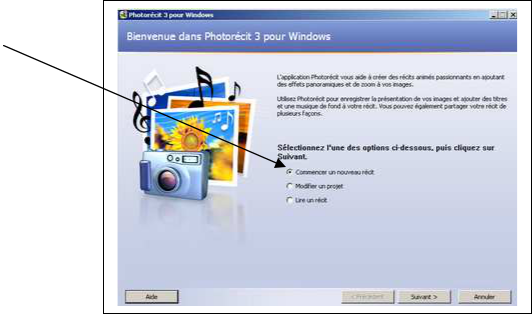 Photorécit 3 pour Windows
Bienvenue dans Photorécit 3 pour Windows
L'application Photorécit vous aide à créer des récits animés passionnants en ajoutant
des effets panoramiques et de zoom à vos images.
Utilisez Photorécit pour enregistrer la présentation de vos images et ajouter des titres
et une musique de fond à votre récit. Vous pouvez également partager votre récit de
plusieurs façons.
Sélectionnez l'une des options ci-dessous, puis cliquez sur
Suivant.
Commencer un nouveau récit
Modifier un projet
Lire un récit
Aide
< Précédent
Suivant >
Annuler